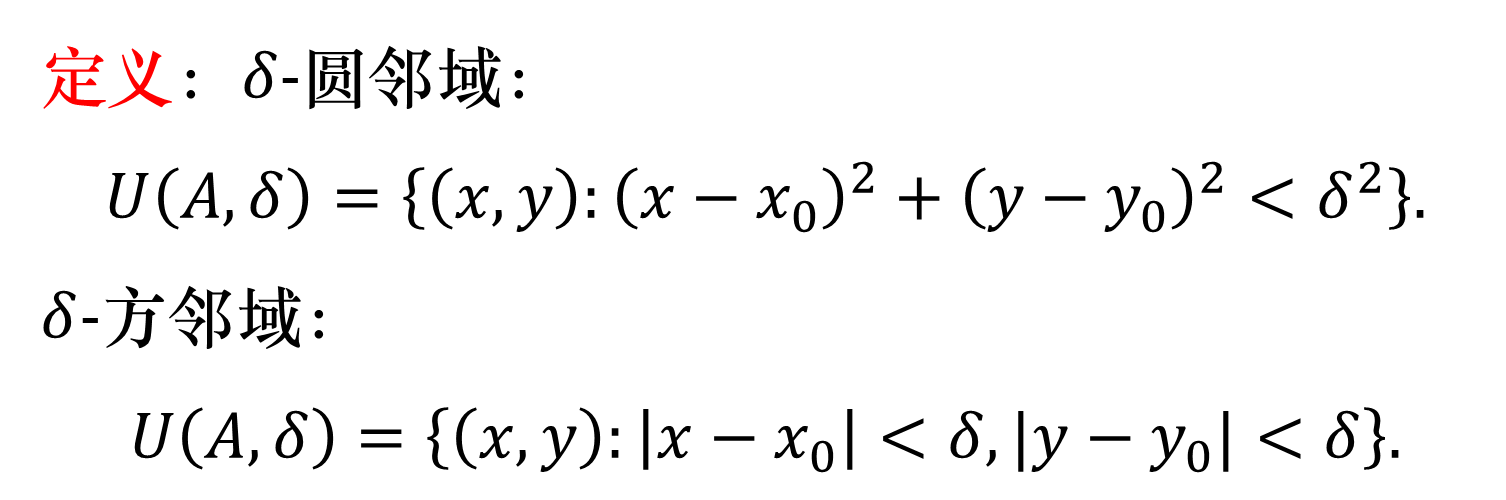 定义：δ-圆邻域：
U(A, δ) = {(x, y): (x − x₀)² + (y − y₀)² < δ²}.
δ-方邻域：
U(A, δ) = {(x, y): |x − x₀| < δ, |y − y₀| < δ}.